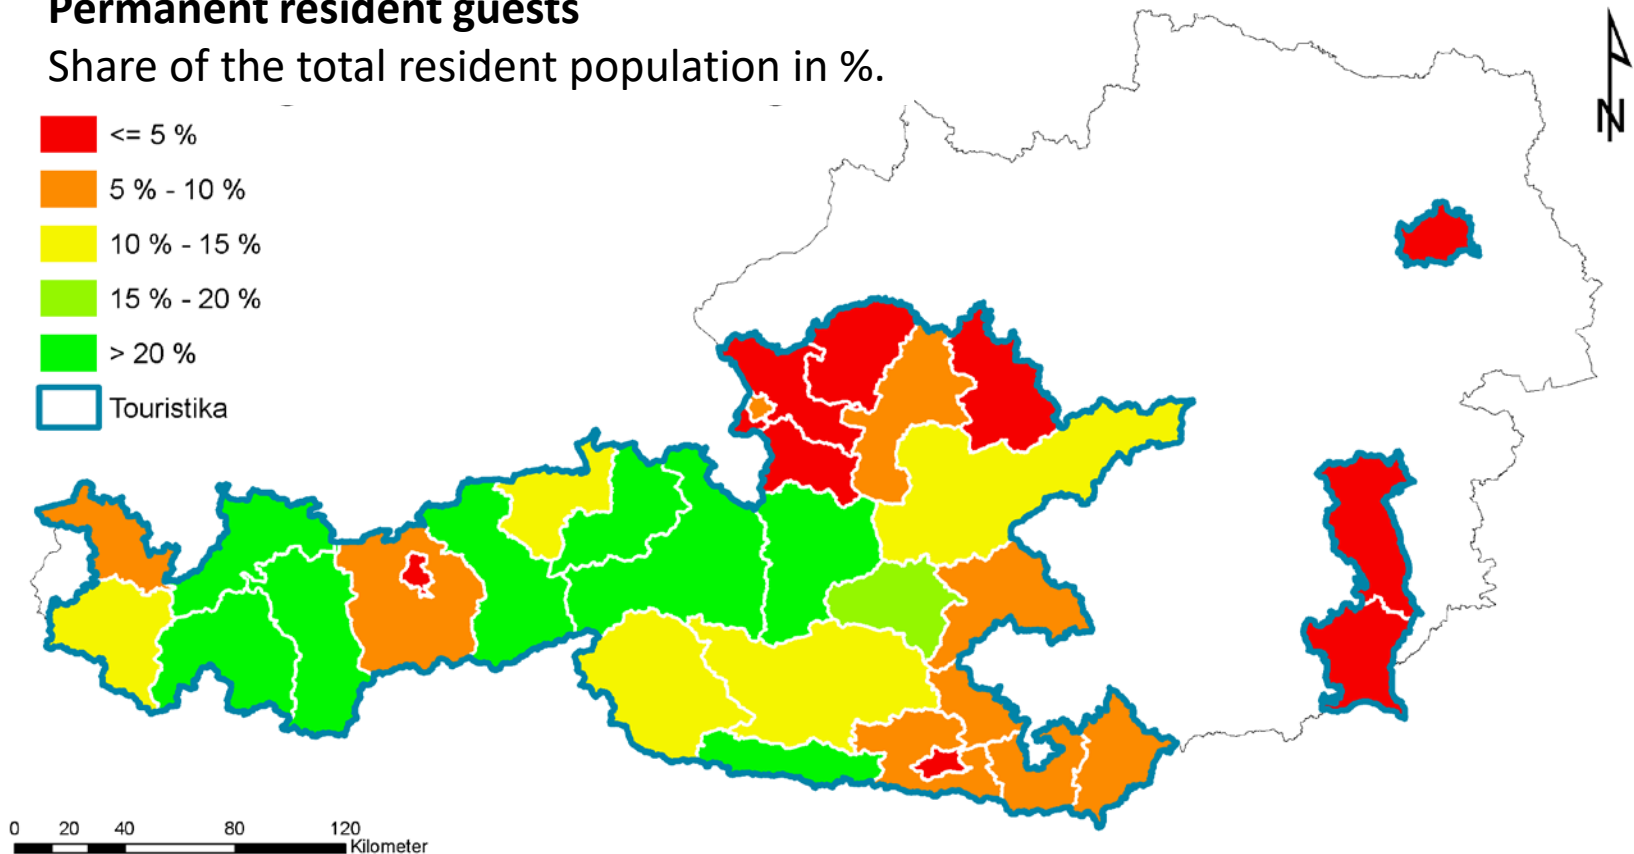 Permanent resident guests
Share of the total resident population in %.
<= 5 %
5 % - 10 %
10 % - 15 %
15 % - 20 %
> 20 %
Touristika
N
0 20 40 80 120
Kilometer